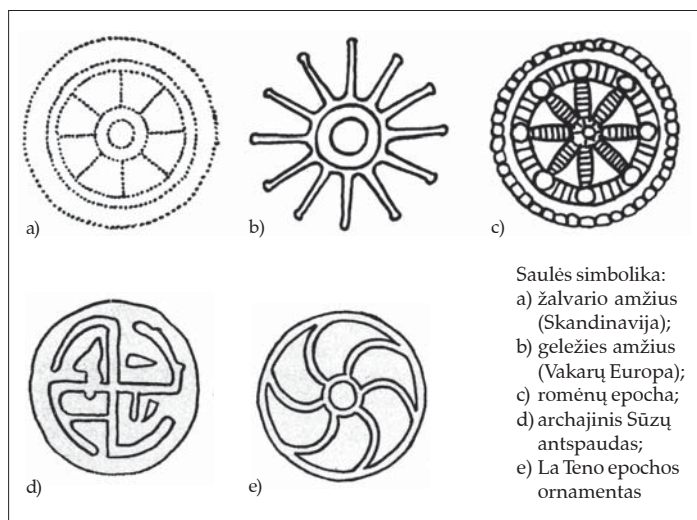 a)
b)
c)
d)
e)
Saulės simbolika:
a) žalvario amžius
(Skandinavija);
b) geležies amžius
(Vakarų Europa);
c) romėnų epocha;
d) archajinis Sūzų
antspaudas;
e) La Teno epochos
ornamentas